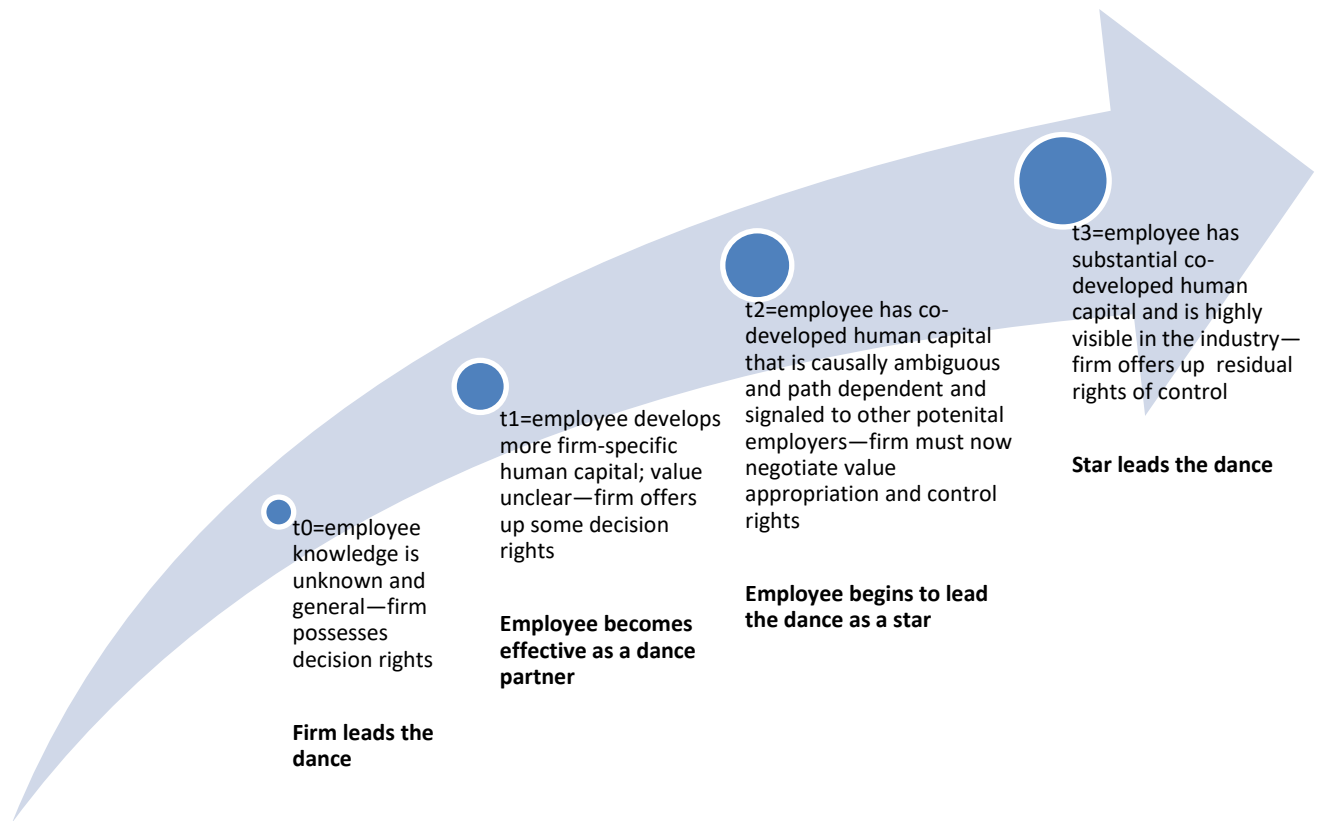 t0=employee
knowledge is
unknown and
general—firm
possesses
decision rights
Firm leads the
dance
t1=employee develops
more firm-specific
human capital; value
unclear—firm offers
up some decision
rights
Employee becomes
effective as a dance
partner
t2=employee has co-
developed human capital
that is causally ambiguous
and path dependent and
signaled to other potenital
employers—firm must now
negotiate value
appropriation and control
rights
Employee begins to lead
the dance as a star
t3=employee has
substantial co-
developed human
capital and is highly
visible in the industry—
firm offers up  residual
rights of control
Star leads the dance